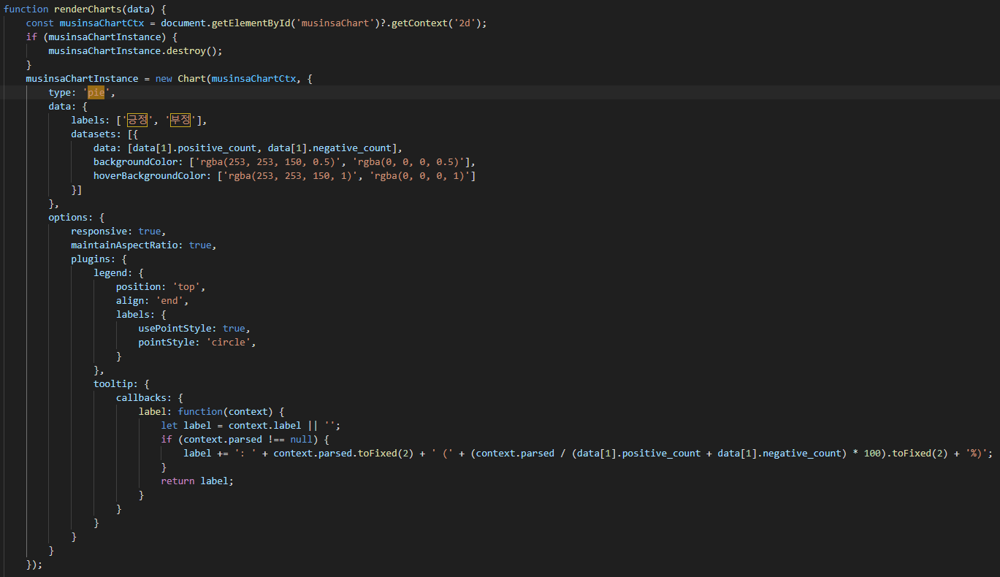 function renderCharts(data) {
    const musinsaChartCtx = document.getElementById('musinsaChart')?.getContext('2d');
    if (musinsaChartInstance) {
        musinsaChartInstance.destroy();
    }
    musinsaChartInstance = new Chart(musinsaChartCtx, {
        type: 'pie',
        data: {
            labels: ['긍정', '부정'],
            datasets: [{
                data: [data[1].positive_count, data[1].negative_count],
                backgroundColor: ['rgba(253, 253, 150, 0.5)', 'rgba(0, 0, 0, 0.5)'],
                hoverBackgroundColor: ['rgba(253, 253, 150, 1)', 'rgba(0, 0, 0, 1)']
            }]
        },
        options: {
            responsive: true,
            maintainAspectRatio: true,
            plugins: {
                legend: {
                    position: 'top',
                    align: 'end',
                    labels: {
                        usePointStyle: true,
                        pointStyle: 'circle',
                    }
                },
                tooltip: {
                    callbacks: {
                        label: function(context) {
                            let label = context.label || '';
                            if (context.parsed !== null) {
                                label += ': ' + context.parsed.toFixed(2) + ' (' + (context.parsed / (data[1].positive_count + data[1].negative_count) * 100).toFixed(2) + '%)';
                            }
                            return label;
                        }
                    }
                }
            }
        }
    });